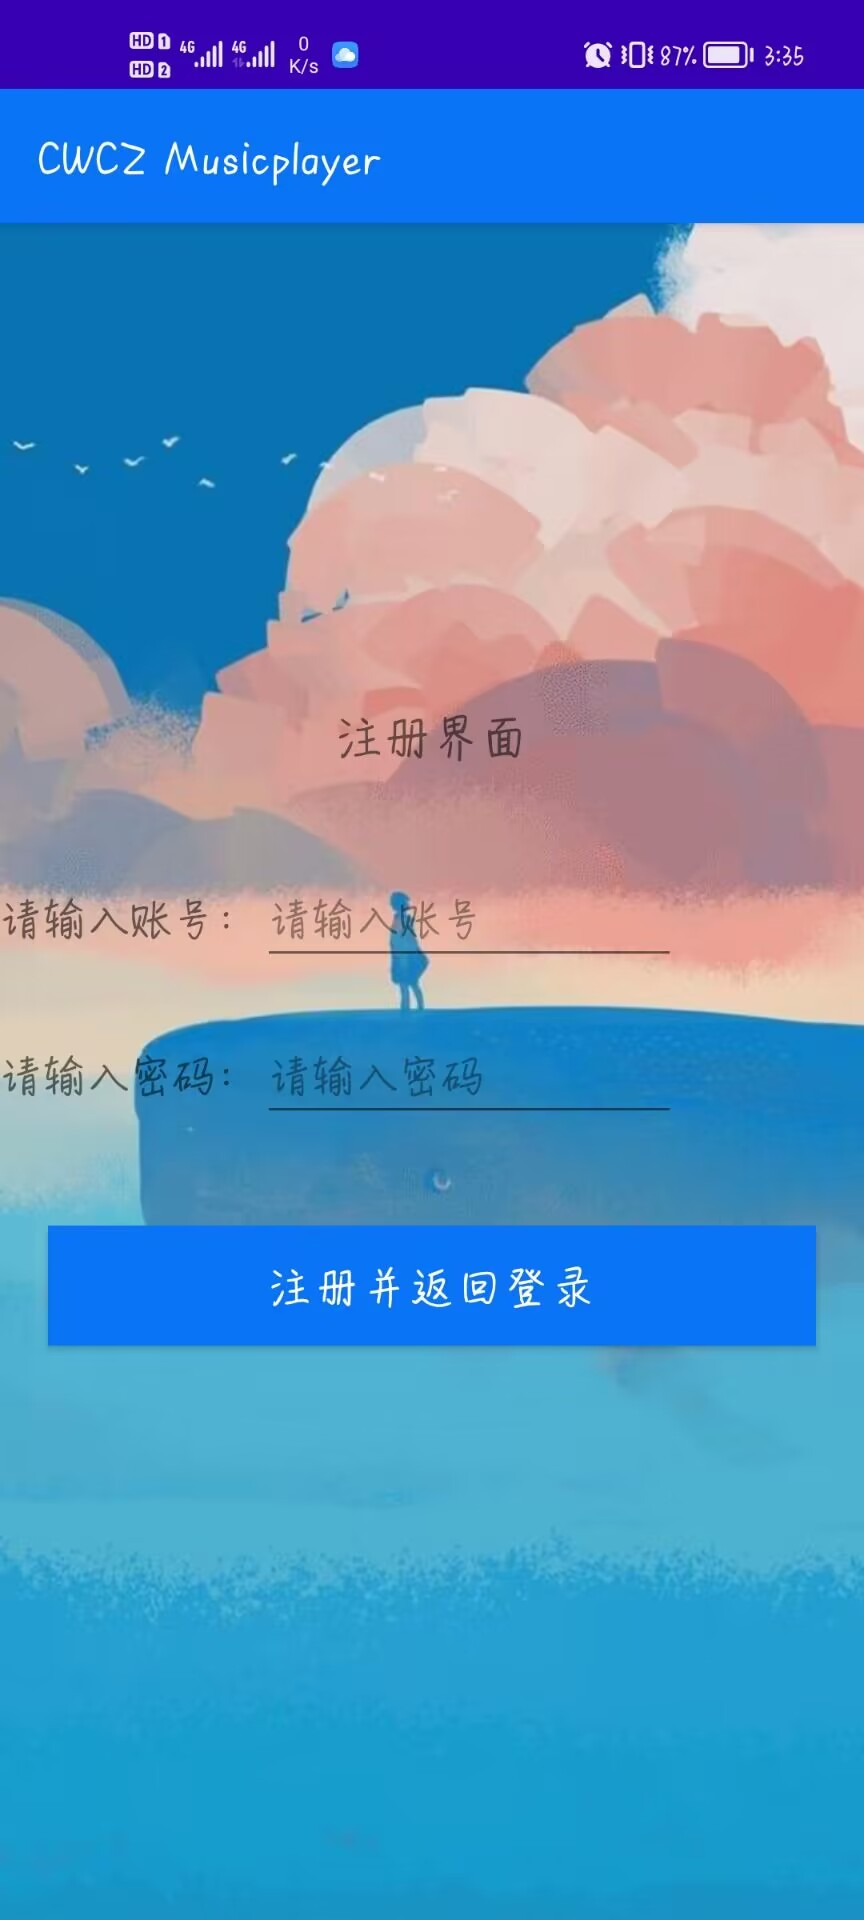 HD 1 4G 4G 0 87% 3:35
HD 2 K/s
CWCZ Musicplayer
注册界面
请输入账号： 请输入账号
请输入密码： 请输入密码
注册并返回登录